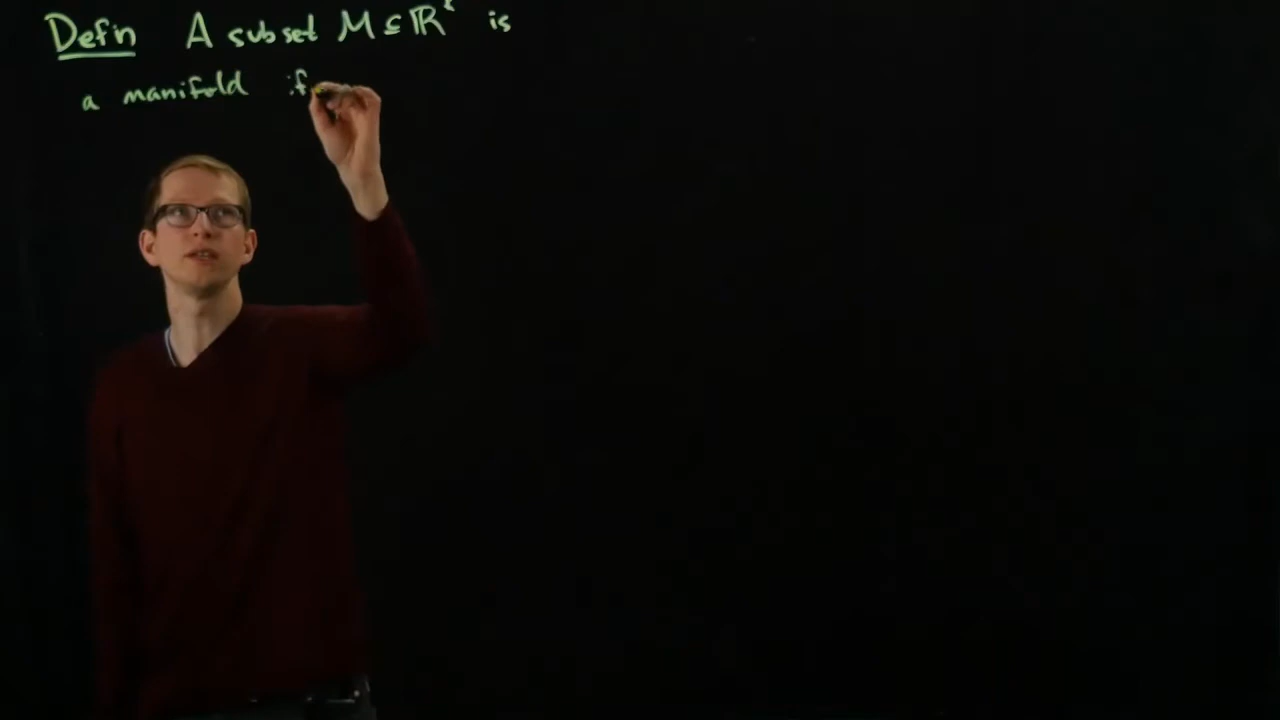 Defn A subset M ⊆ ℝ is
a manifold if